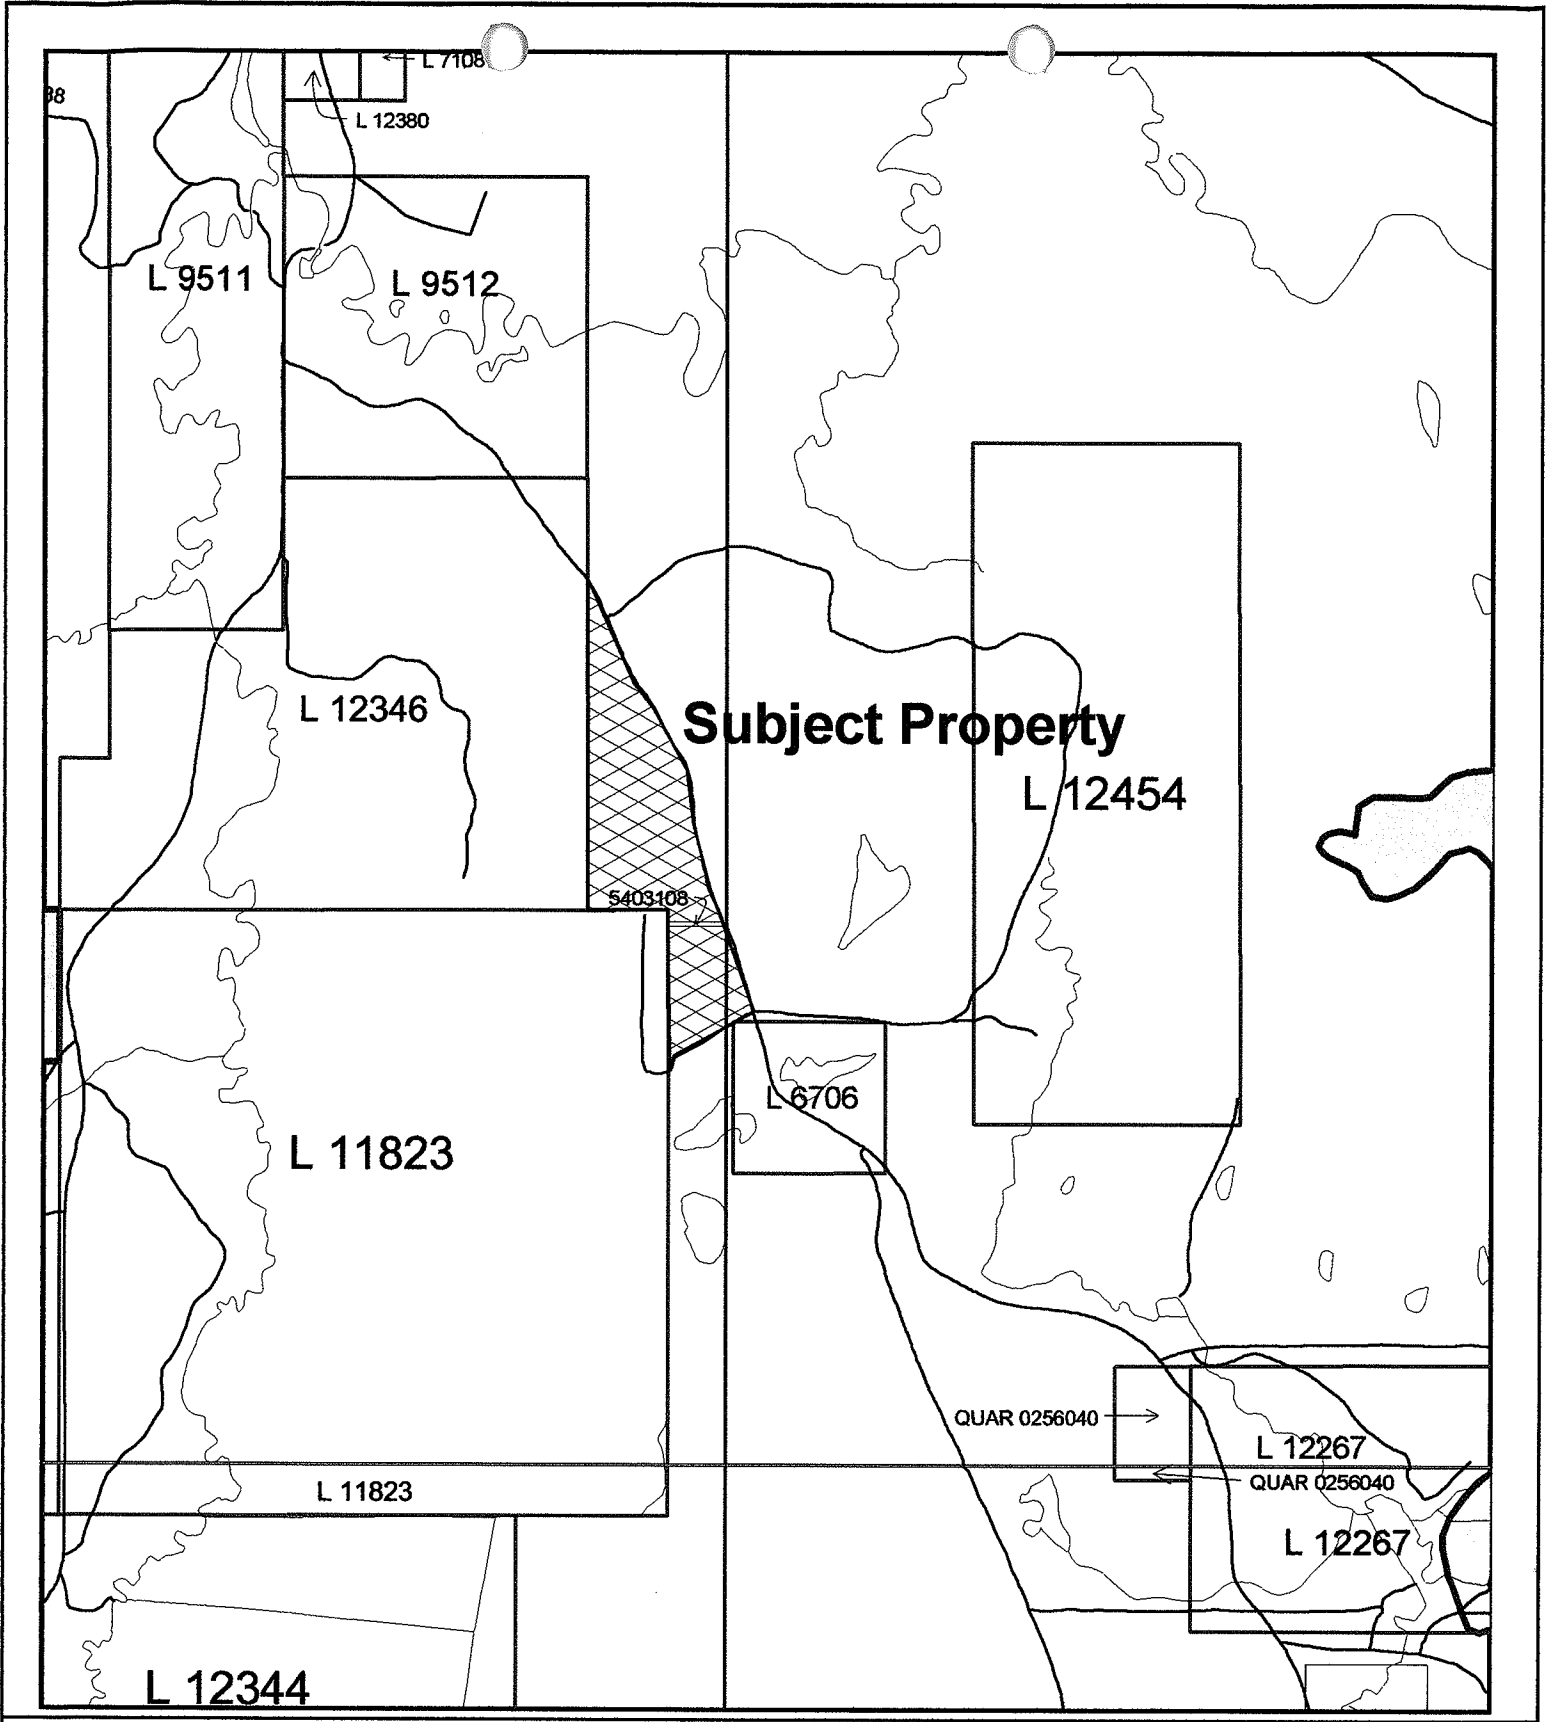 L 7108
L 12380
L 9511
L 9512
L 12346
Subject Property
L 12454
5403108
L 6706
L 11823
QUAR 0256040
L 12267
QUAR 0256040
L 11823
L 12267
L 12344